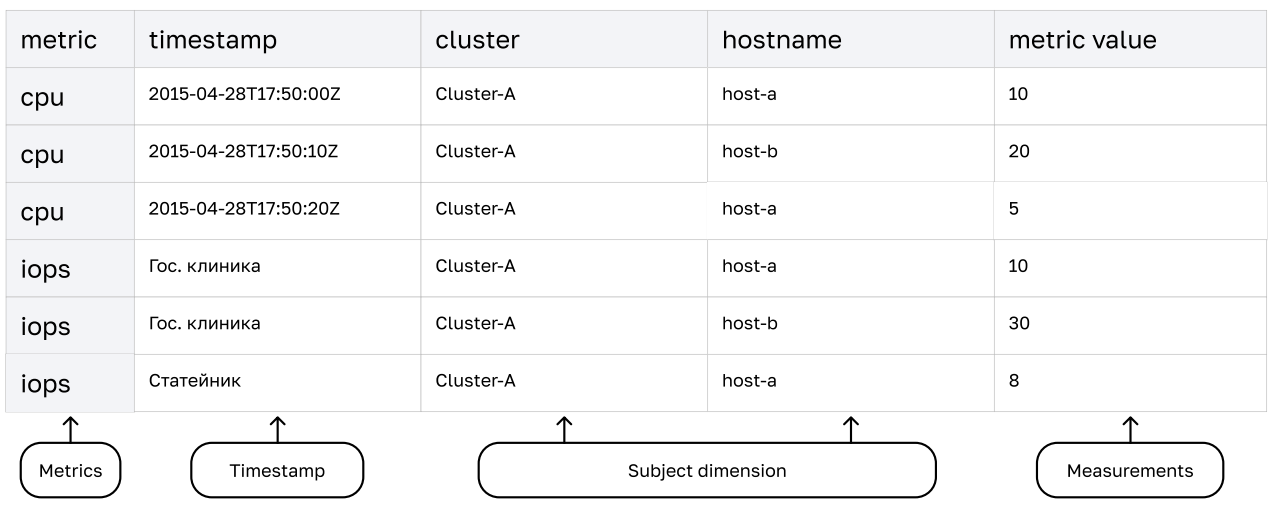 metric timestamp cluster hostname metric value
cpu 2015-04-28T17:50:00Z Cluster-A host-a 10
cpu 2015-04-28T17:50:10Z Cluster-A host-b 20
cpu 2015-04-28T17:50:20Z Cluster-A host-a 5
iops Гос. клиника Cluster-A host-a 10
iops Гос. клиника Cluster-A host-b 30
iops Статейник Cluster-A host-a 8
Metrics Timestamp Subject dimension Measurements